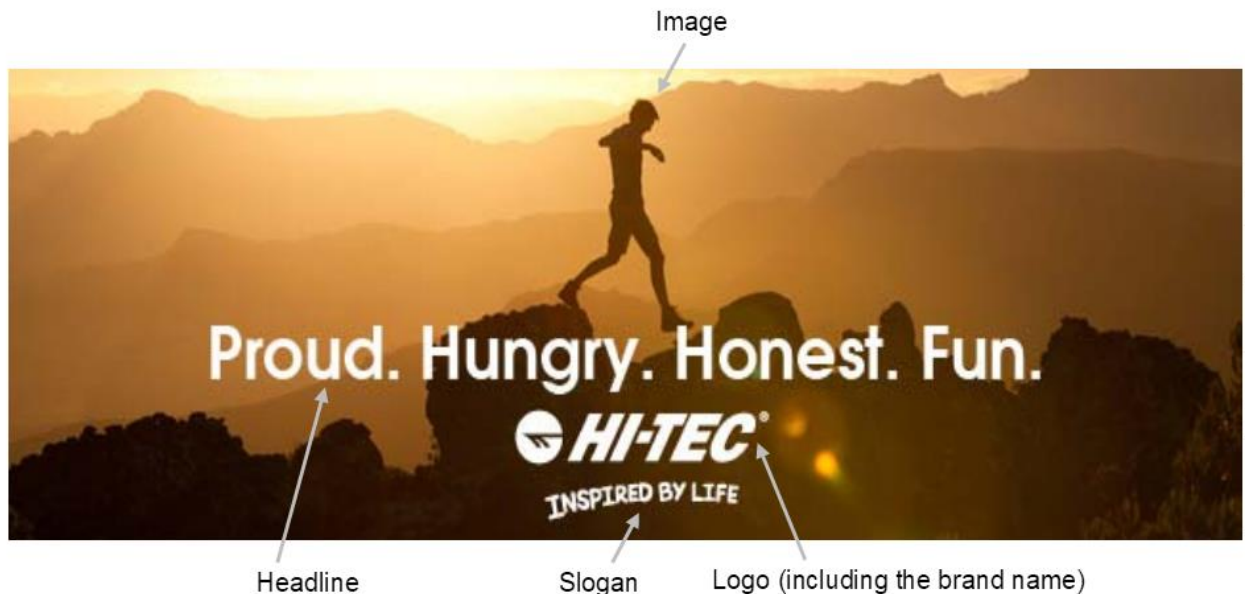 Image
Proud. Hungry. Honest. Fun.
HI-TEC®
INSPIRED BY LIFE
Headline
Slogan
Logo (including the brand name)